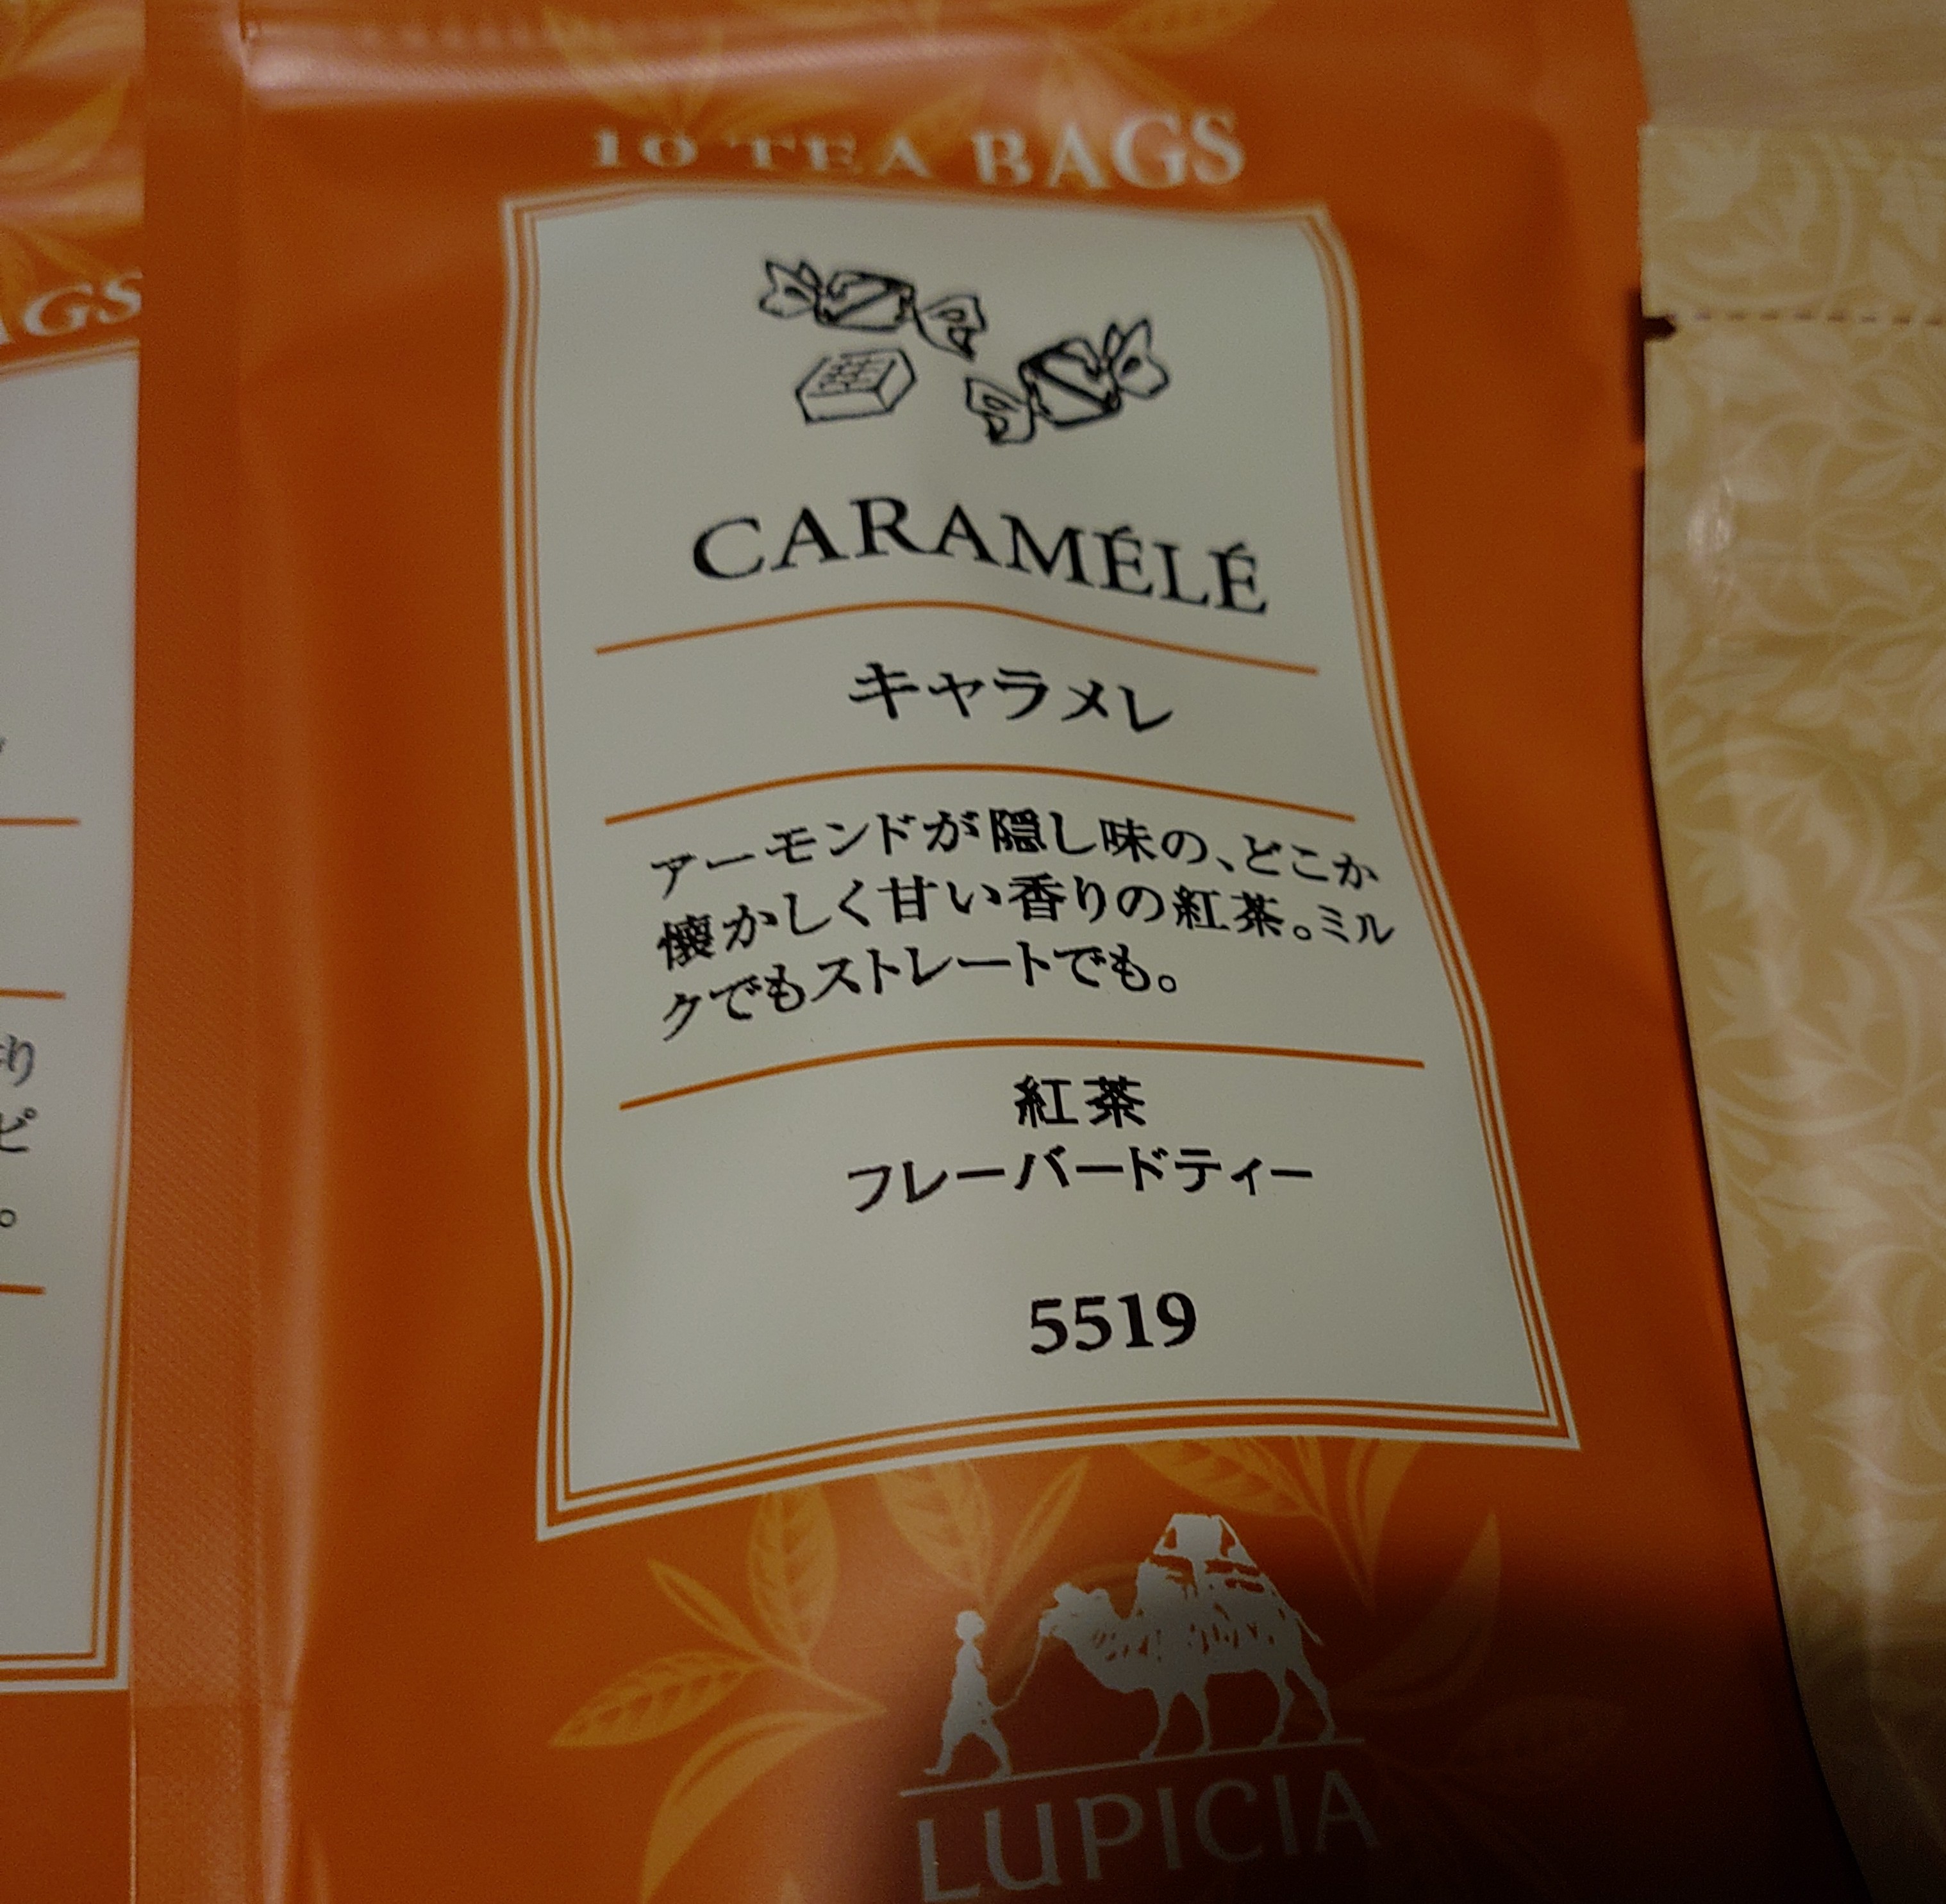 10 TEA BAGS
CARAMÉLÉ
キャラメレ
アーモンドが隠し味の、どこか
懐かしく甘い香りの紅茶。ミル
クでもストレートでも。
紅茶
フレーバードティー
5519
LUPICIA